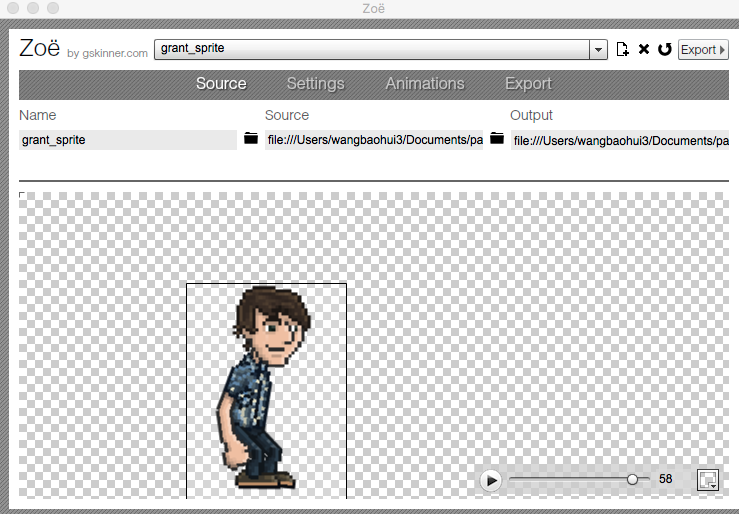 Zoë
Zoë by gskinner.com grant_sprite Export
Source Settings Animations Export
Name Source Output
grant_sprite file:///Users/wangbaohui3/Documents/pa file:///Users/wangbaohui3/Documents/pa
58